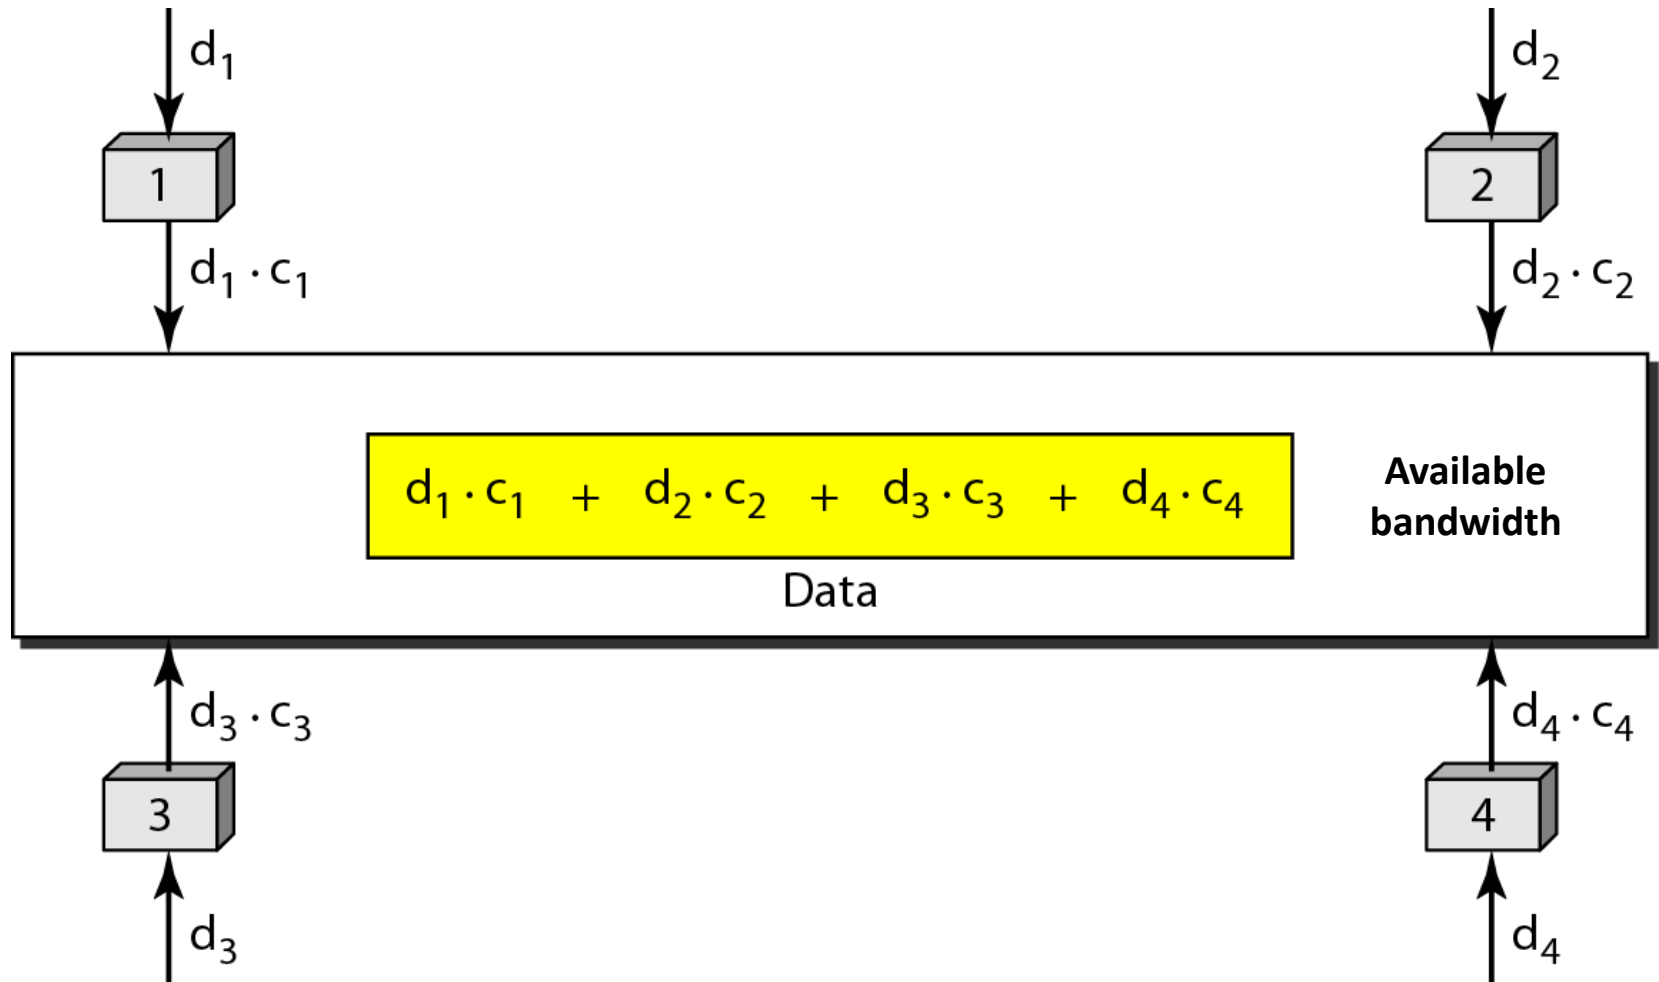 d₁
d₂
1
2
d₁ · c₁
d₂ · c₂
d₁ · c₁ + d₂ · c₂ + d₃ · c₃ + d₄ · c₄
Available
bandwidth
Data
d₃ · c₃
d₄ · c₄
3
4
d₃
d₄